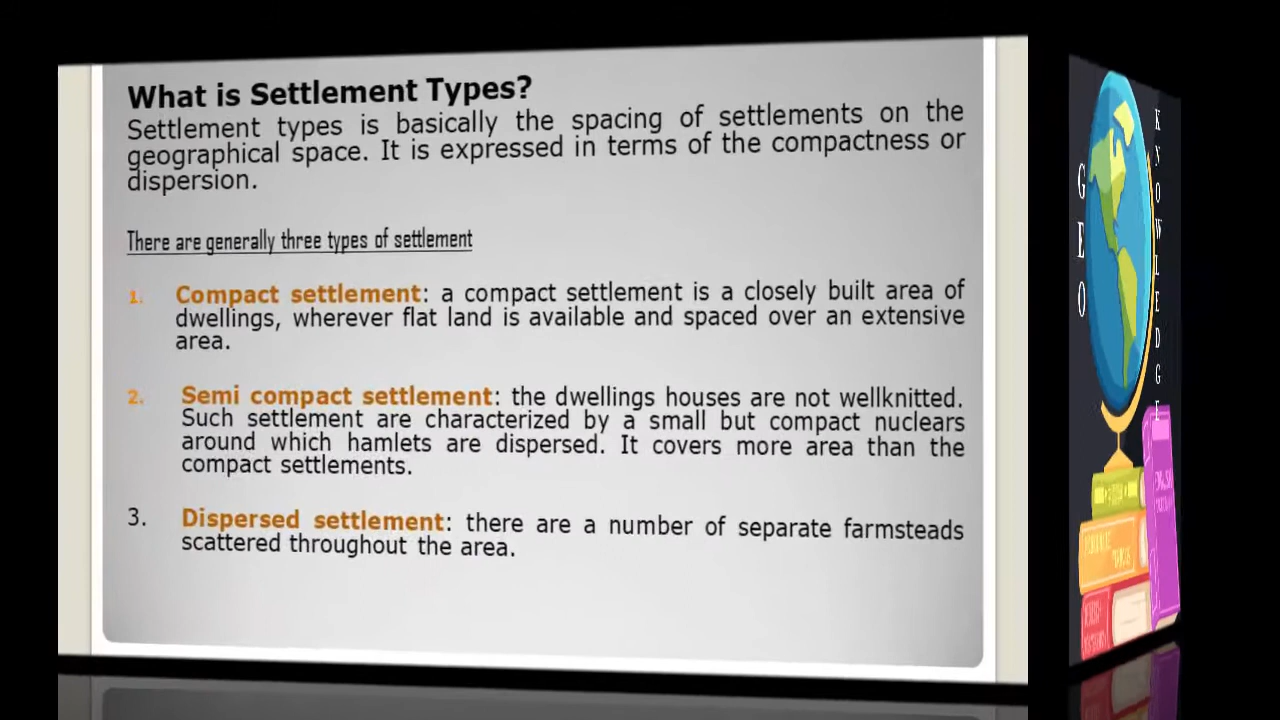 What is Settlement Types?
Settlement types is basically the spacing of settlements on the
geographical space. It is expressed in terms of the compactness or
dispersion.
There are generally three types of settlement
1. Compact settlement: a compact settlement is a closely built area of
dwellings, wherever flat land is available and spaced over an extensive
area.
2. Semi compact settlement: the dwellings houses are not wellknitted.
Such settlement are characterized by a small but compact nuclears
around which hamlets are dispersed. It covers more area than the
compact settlements.
3. Dispersed settlement: there are a number of separate farmsteads
scattered throughout the area.
GEO
KNOWLEDGE